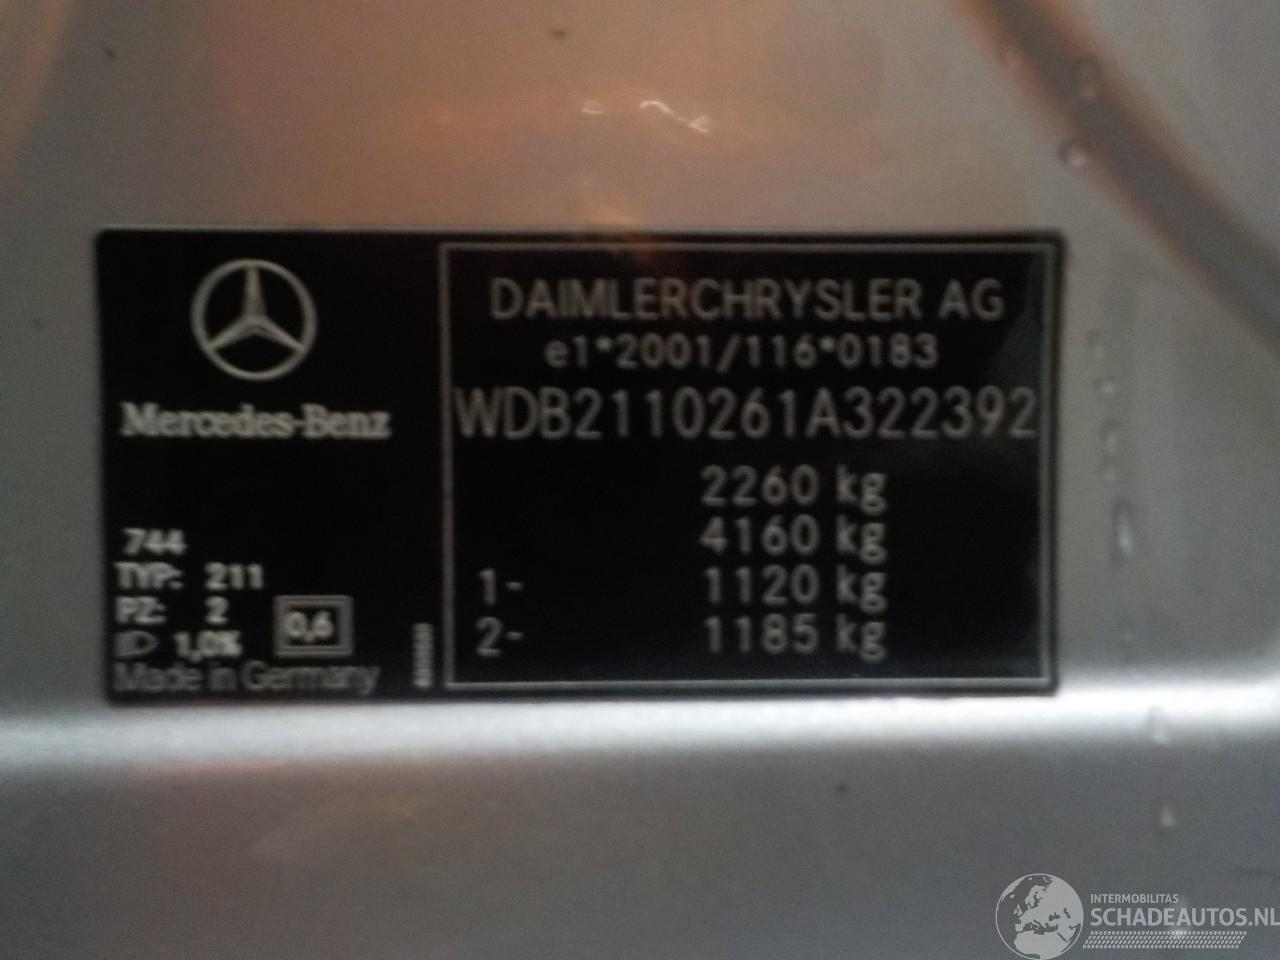 Mercedes-Benz
744
TYP: 211
PZ: 2
1,0%
0,6
Made in Germany
DAIMLERCHRYSLER AG
e1*2001/116*0183
WDB2110261A322392
2260 kg
4160 kg
1- 1120 kg
2- 1185 kg
INTERMOBILITAS
SCHADEAUTOS.NL